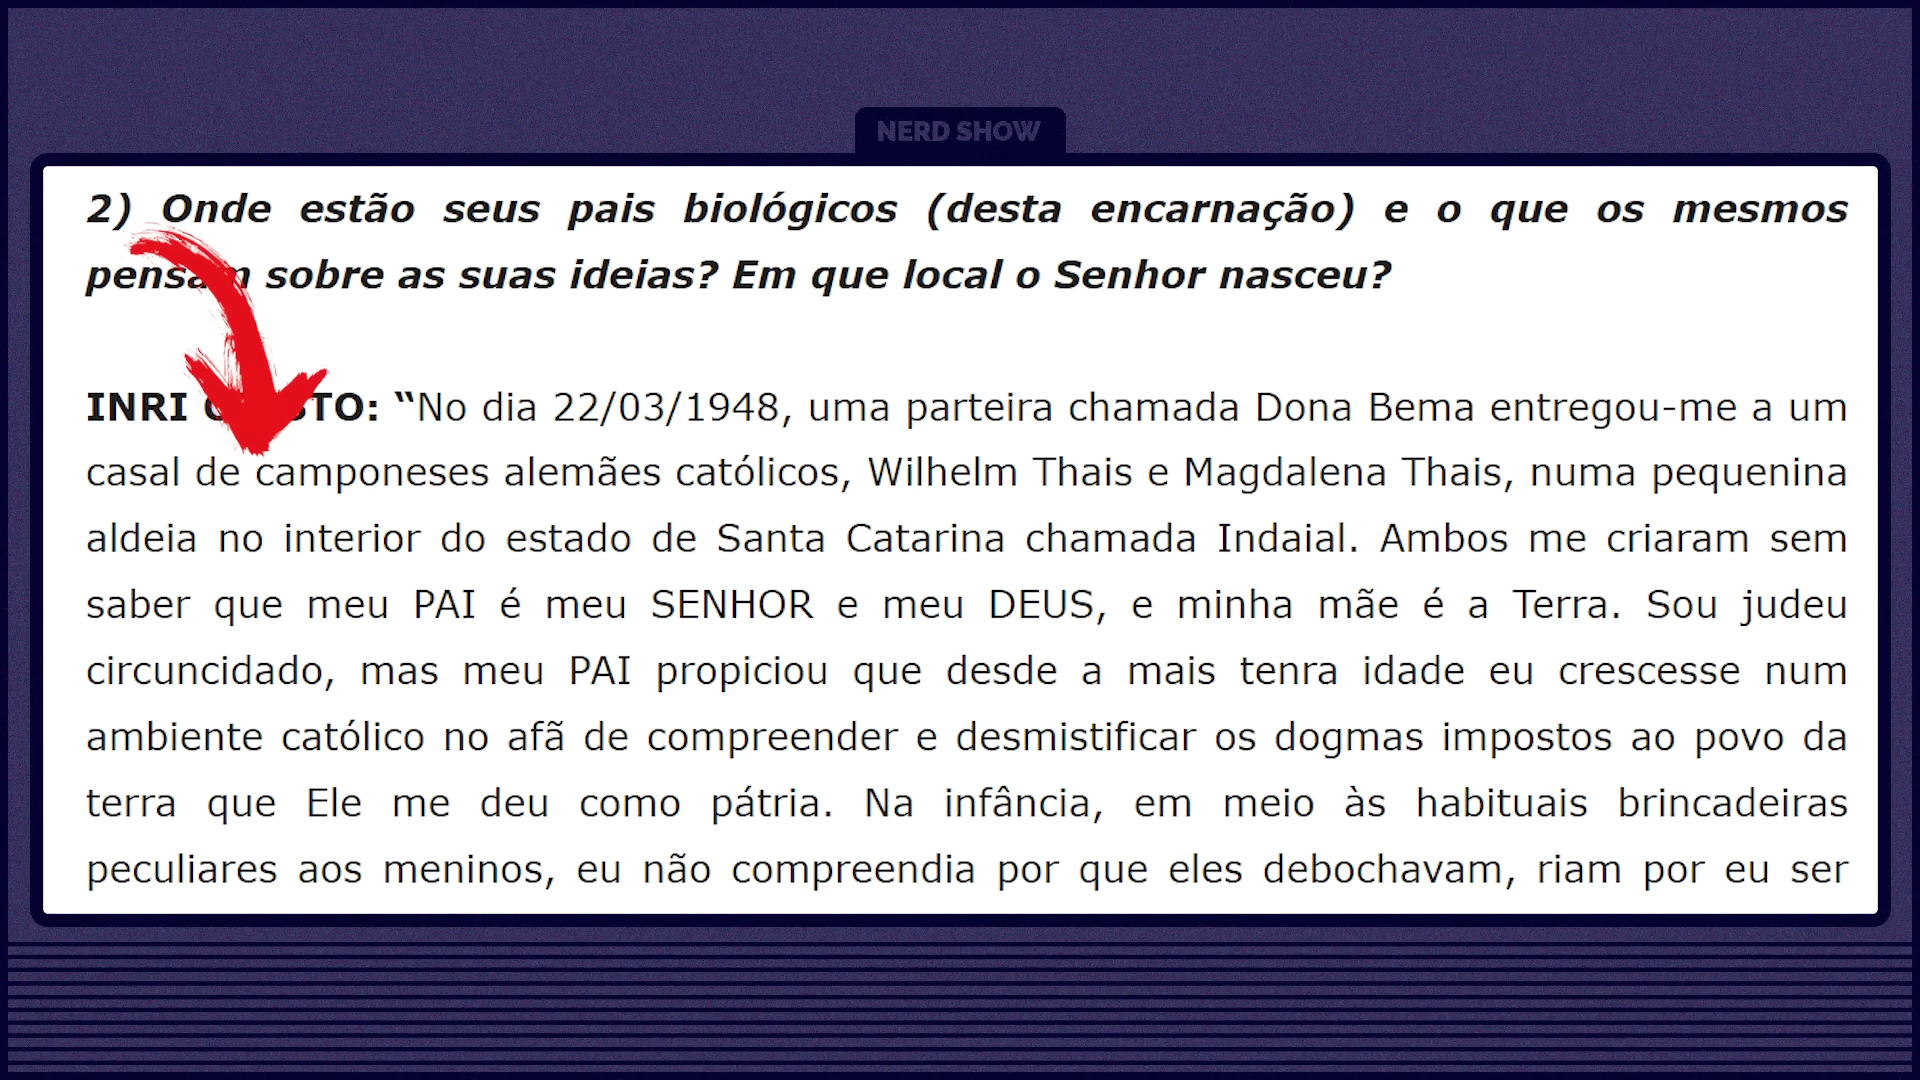 NERD SHOW
2) Onde estão seus pais biológicos (desta encarnação) e o que os mesmos
pensam sobre as suas ideias? Em que local o Senhor nasceu?
INRI CRISTO: “No dia 22/03/1948, uma parteira chamada Dona Bema entregou-me a um
casal de camponeses alemães católicos, Wilhelm Thais e Magdalena Thais, numa pequenina
aldeia no interior do estado de Santa Catarina chamada Indaial. Ambos me criaram sem
saber que meu PAI é meu SENHOR e meu DEUS, e minha mãe é a Terra. Sou judeu
circuncidado, mas meu PAI propiciou que desde a mais tenra idade eu crescesse num
ambiente católico no afã de compreender e desmistificar os dogmas impostos ao povo da
terra que Ele me deu como pátria. Na infância, em meio às habituais brincadeiras
peculiares aos meninos, eu não compreendia por que eles debochavam, riam por eu ser